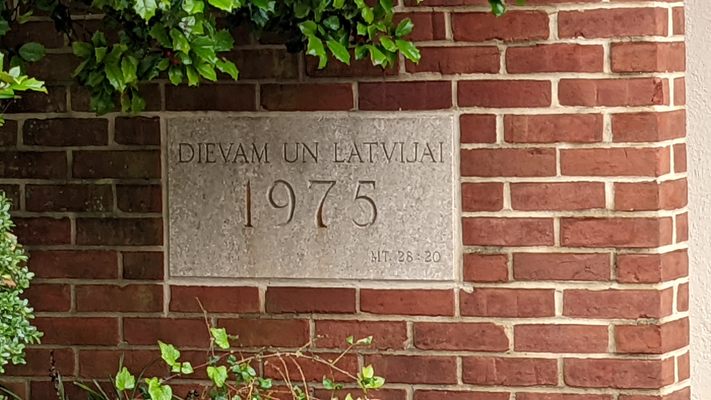 DIEVAM UN LATVIJAI
1975
MT. 28:20